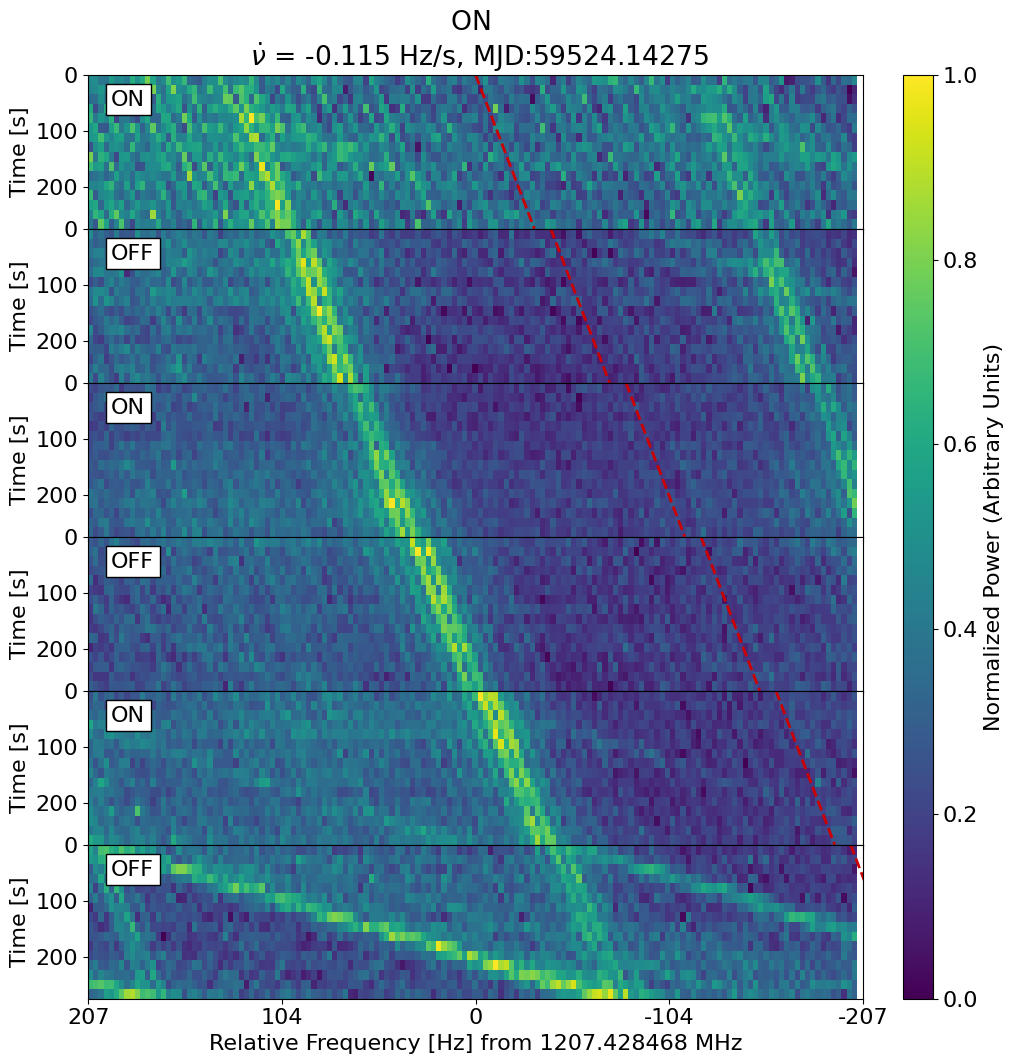 ON
ν̇ = -0.115 Hz/s, MJD:59524.14275
0
ON
100
200
Time [s]
0
OFF
100
200
Time [s]
0
ON
100
200
Time [s]
0
OFF
100
200
Time [s]
0
ON
100
200
Time [s]
0
OFF
100
200
Time [s]
207 104 0 -104 -207
Relative Frequency [Hz] from 1207.428468 MHz
1.0
0.8
0.6
0.4
0.2
0.0
Normalized Power (Arbitrary Units)